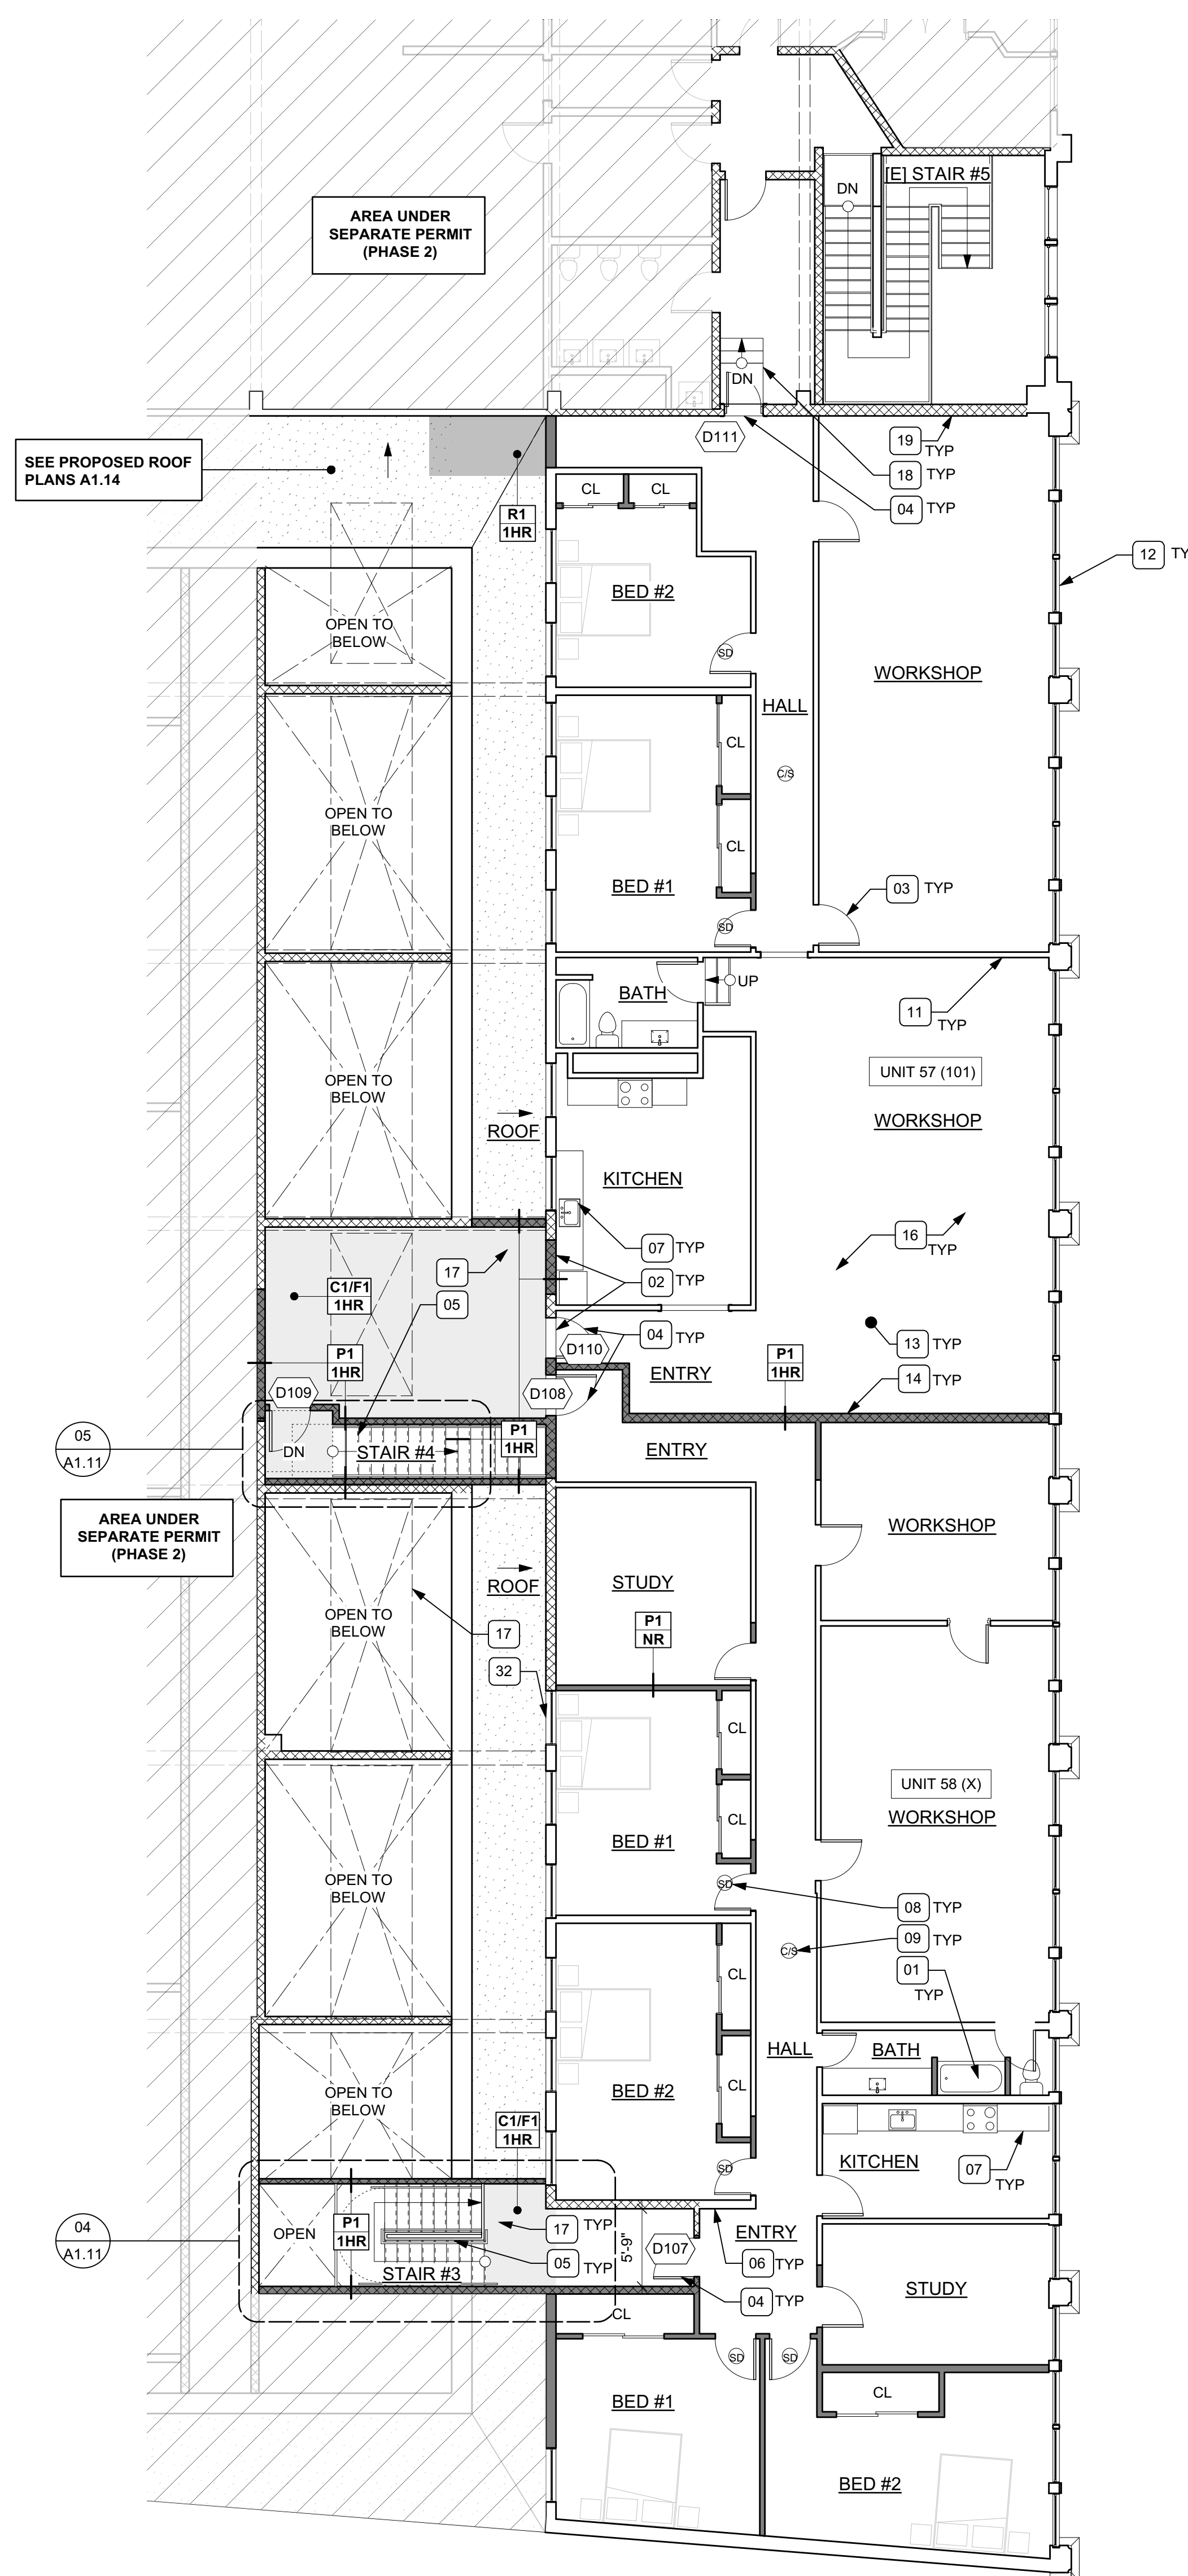 [E] STAIR #5
DN
AREA UNDER
SEPARATE PERMIT
(PHASE 2)
DN
D111
19
TYP
18
TYP
04
TYP
SEE PROPOSED ROOF
PLANS A1.14
CL
CL
R1
1HR
12
BED #2
OPEN TO
BELOW
SD
WORKSHOP
HALL
CL
C/S
OPEN TO
BELOW
CL
BED #1
03
TYP
SD
UP
BATH
11
TYP
UNIT 57 (101)
OPEN TO
BELOW
WORKSHOP
ROOF
KITCHEN
16
TYP
07
TYP
17
02
TYP
C1/F1
1HR
05
13
TYP
04
TYP
D110
P1
1HR
P1
1HR
ENTRY
14
TYP
D109
D108
05
A1.11
DN
STAIR #4
P1
1HR
ENTRY
AREA UNDER
SEPARATE PERMIT
(PHASE 2)
WORKSHOP
ROOF
STUDY
OPEN TO
BELOW
17
P1
NR
32
CL
UNIT 58 (X)
WORKSHOP
CL
BED #1
OPEN TO
BELOW
SD
08
TYP
09
TYP
C/S
01
TYP
CL
HALL
BATH
OPEN TO
BELOW
CL
BED #2
C1/F1
1HR
KITCHEN
07
TYP
SD
04
A1.11
OPEN
P1
1HR
17
TYP
05
TYP
STAIR #3
5'-9"
D107
ENTRY
06
TYP
04
TYP
STUDY
CL
SD
SD
CL
BED #1
BED #2